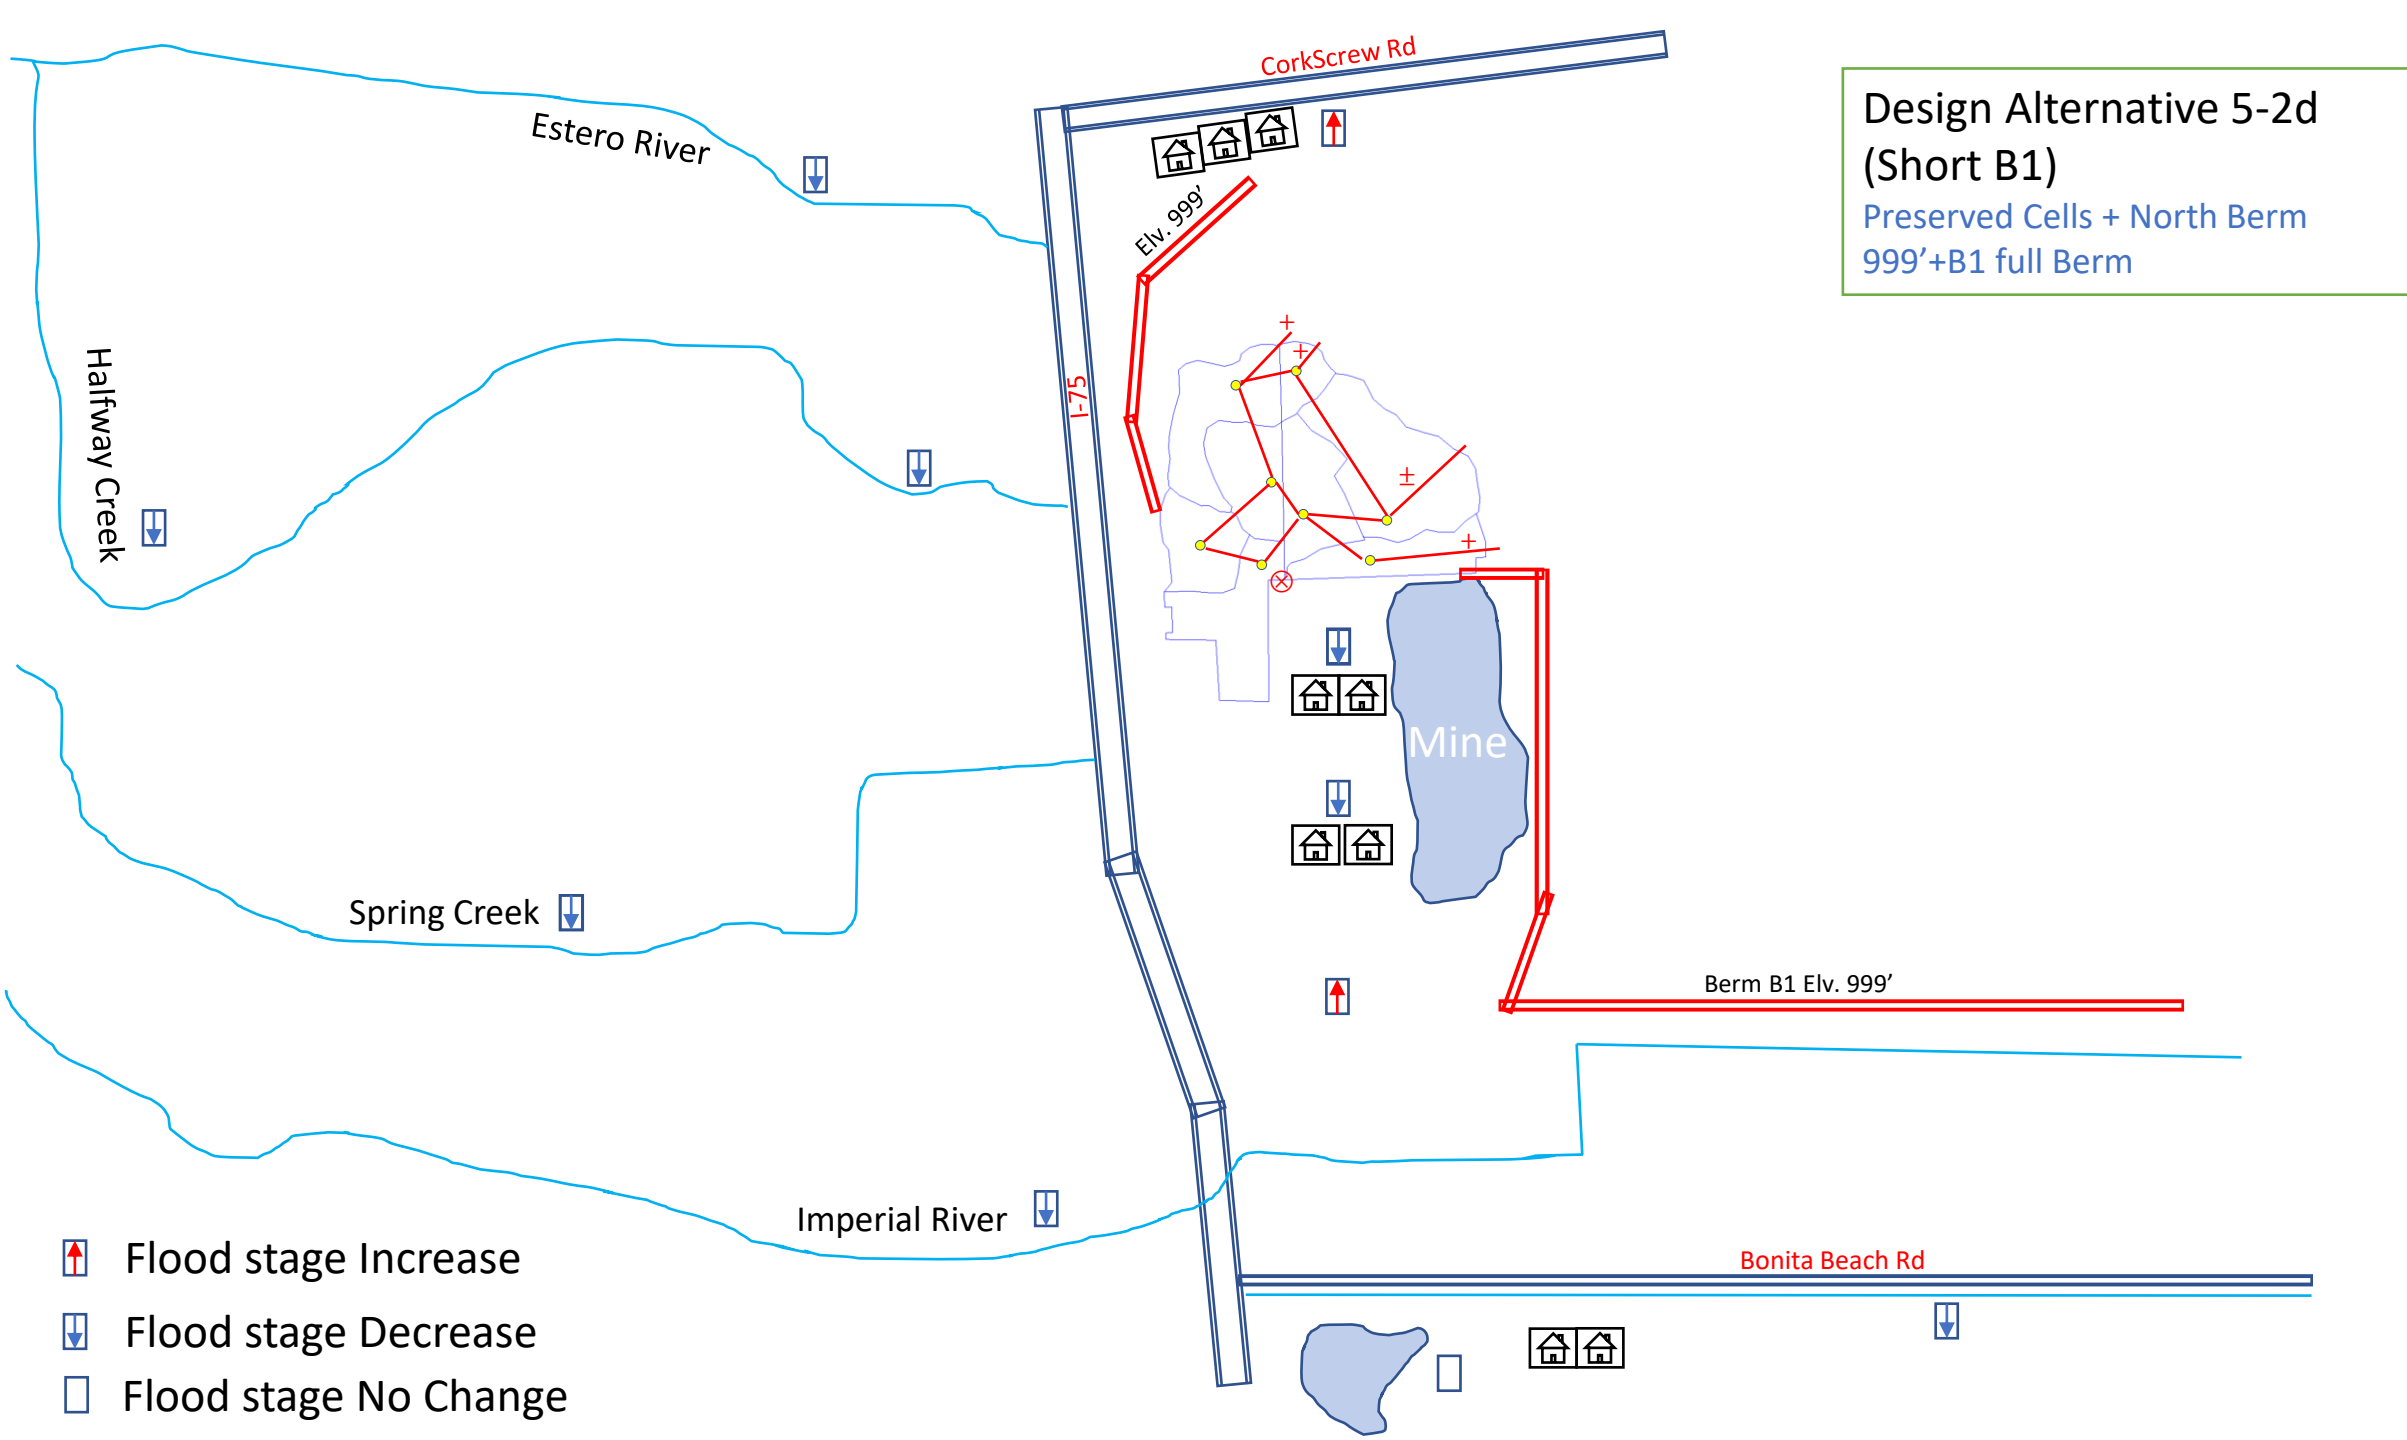 CorkScrew Rd
Design Alternative 5-2d
(Short B1)
Preserved Cells + North Berm
999’+B1 full Berm
Estero River
Elv. 999’
+
+
I-75
Halfway Creek
±
+
Mine
Spring Creek
Berm B1 Elv. 999’
Imperial River
Bonita Beach Rd
Flood stage Increase
Flood stage Decrease
Flood stage No Change